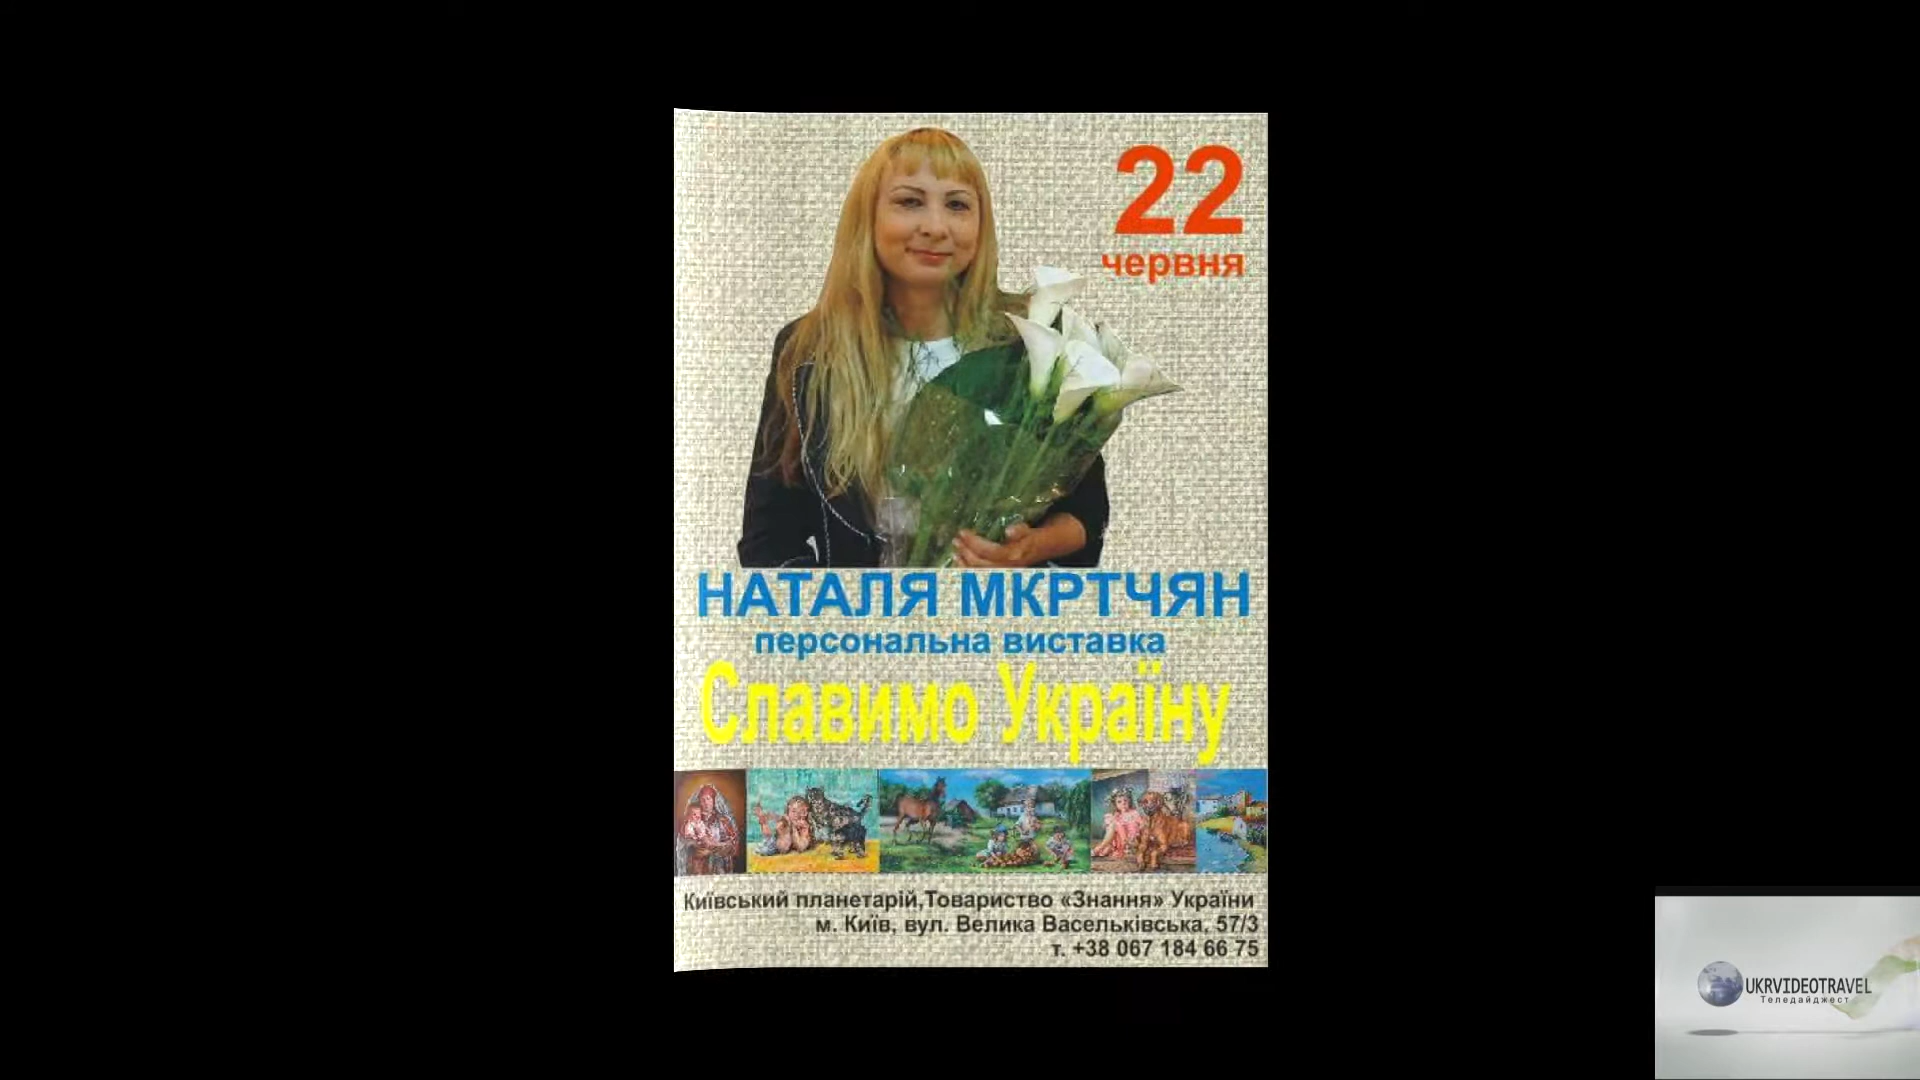 22
червня
НАТАЛЯ МКРТЧЯН
персональна виставка
Славимо Україну
Київський планетарій,Товариство «Знання» України
м. Київ, вул. Велика Васельківська, 57/3
т. +38 067 184 66 75
UKRVIDEOTRAVEL
Теледайджест